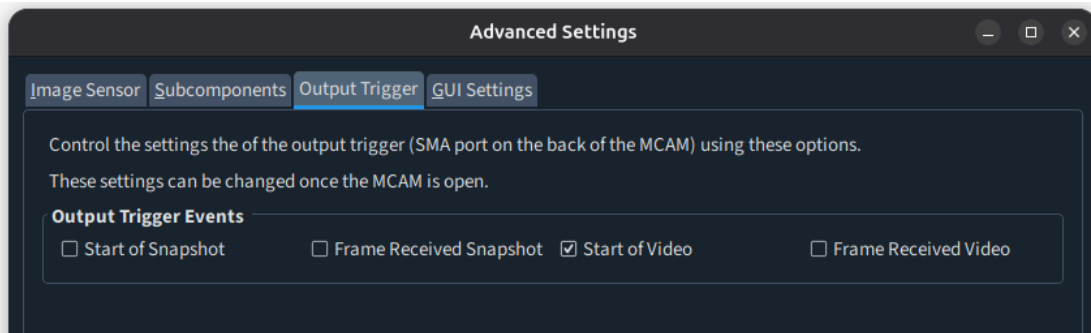 Advanced Settings
Image Sensor Subcomponents Output Trigger GUI Settings
Control the settings the of the output trigger (SMA port on the back of the MCAM) using these options.
These settings can be changed once the MCAM is open.
Output Trigger Events
Start of Snapshot Frame Received Snapshot Start of Video Frame Received Video